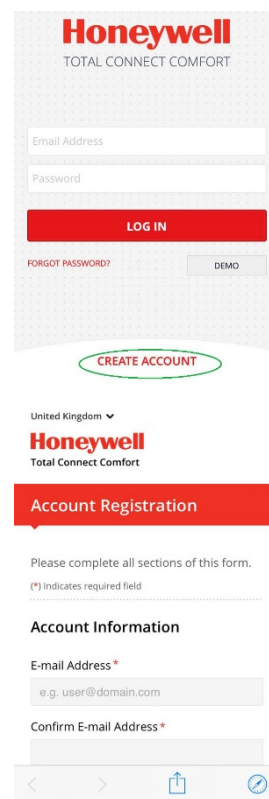 Honeywell
TOTAL CONNECT COMFORT
Email Address
Password
LOG IN
FORGOT PASSWORD?
DEMO
CREATE ACCOUNT
United Kingdom
Honeywell
Total Connect Comfort
Account Registration
Please complete all sections of this form.
(*) Indicates required field
Account Information
E-mail Address*
e.g. user@domain.com
Confirm E-mail Address*